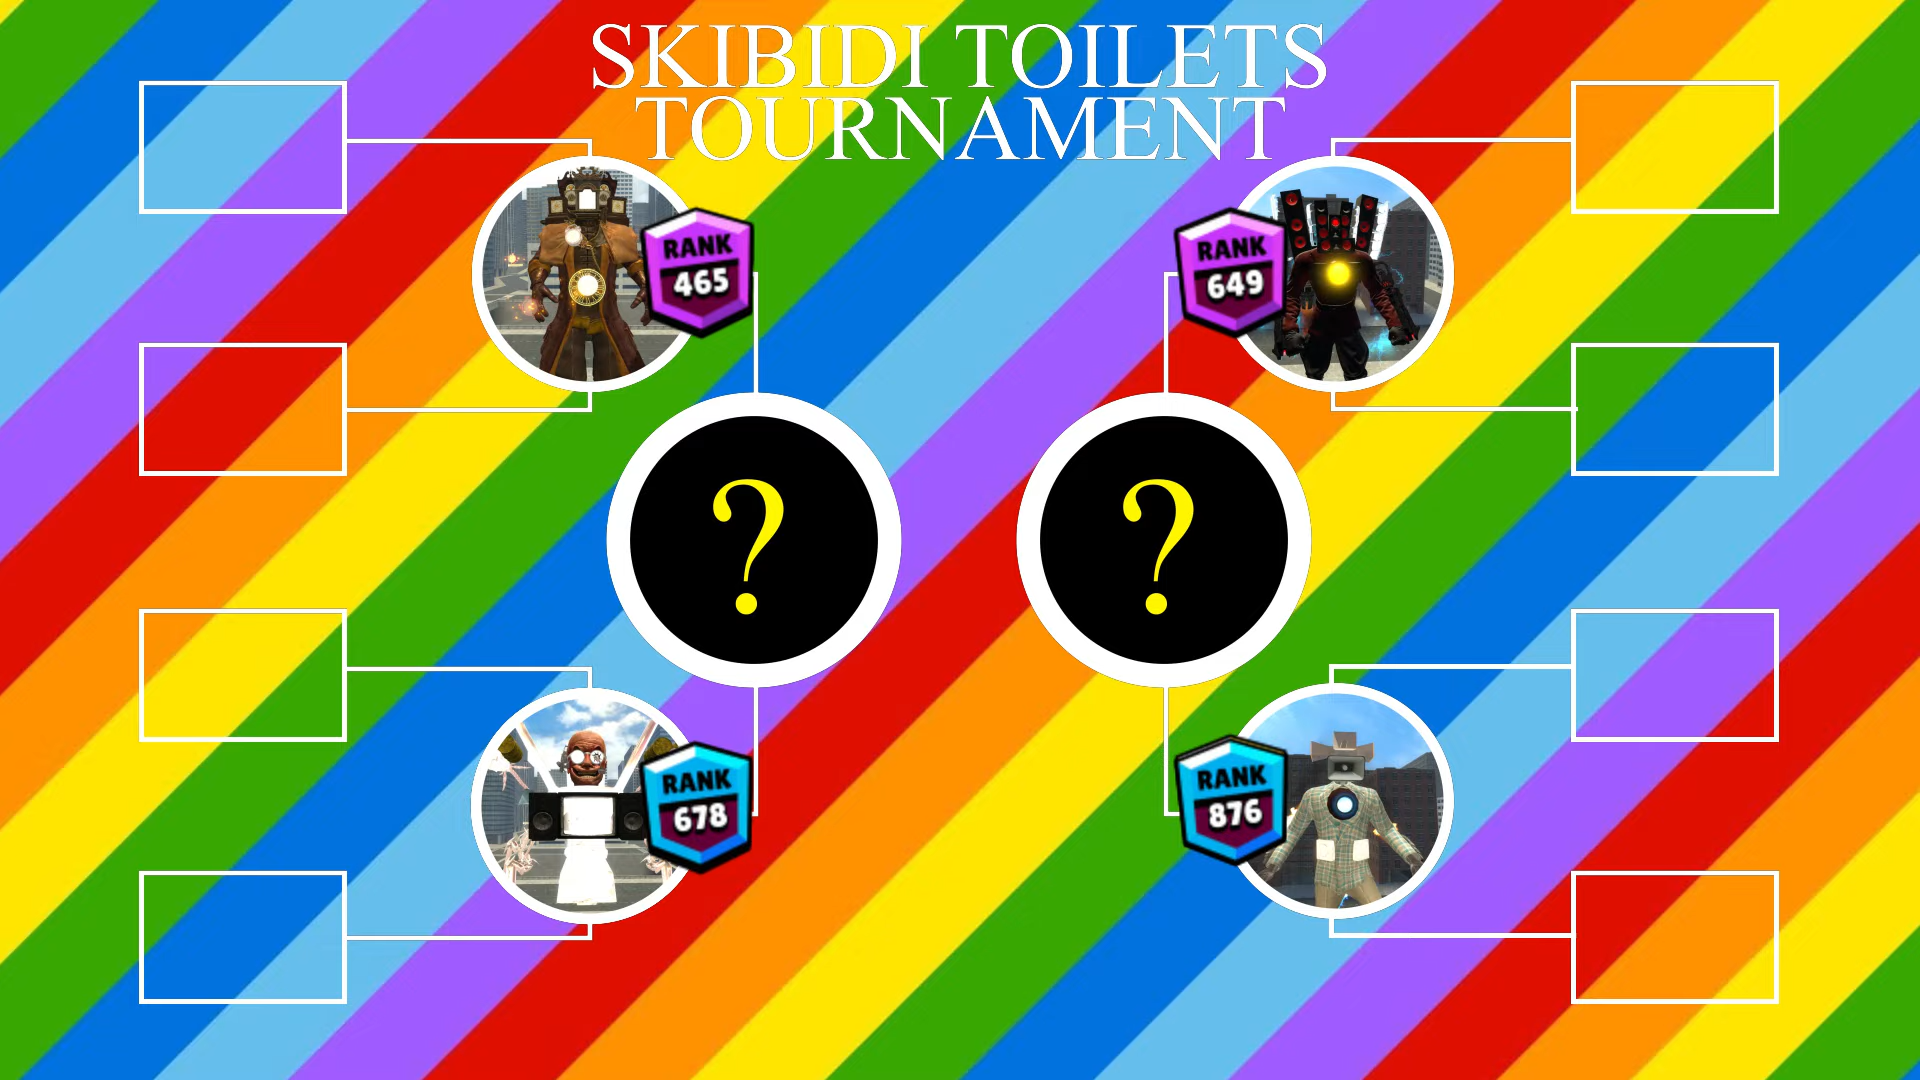 SKIBIDI TOILETS
TOURNAMENT
RANK
465
RANK
649
?
?
RANK
678
RANK
876